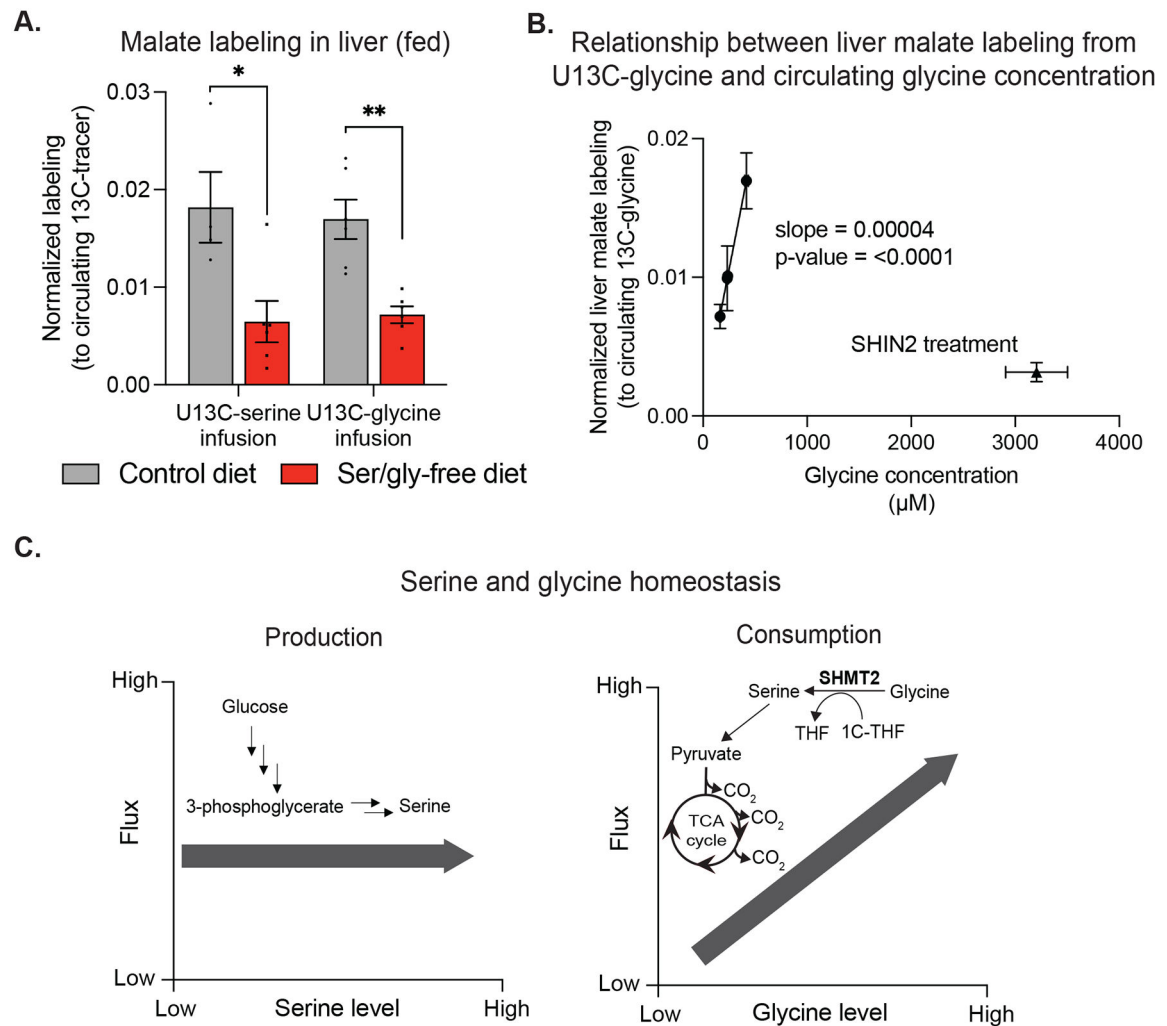 A.
Malate labeling in liver (fed)
Normalized labeling
(to circulating 13C-tracer)
0.03
0.02
0.01
0.00
*
**
U13C-serine
infusion
U13C-glycine
infusion
Control diet
Ser/gly-free diet
B.
Relationship between liver malate labeling from
U13C-glycine and circulating glycine concentration
Normalized liver malate labeling
(to circulating 13C-glycine)
0.02
0.01
0.00
slope = 0.00004
p-value = <0.0001
SHIN2 treatment
0
1000
2000
3000
4000
Glycine concentration
(µM)
C.
Serine and glycine homeostasis
Production
High
Flux
Low
Glucose
3-phosphoglycerate
Serine
Low
Serine level
High
Consumption
High
Flux
Low
Serine
SHMT2
Glycine
THF
1C-THF
Pyruvate
CO2
TCA
cycle
CO2
CO2
Low
Glycine level
High